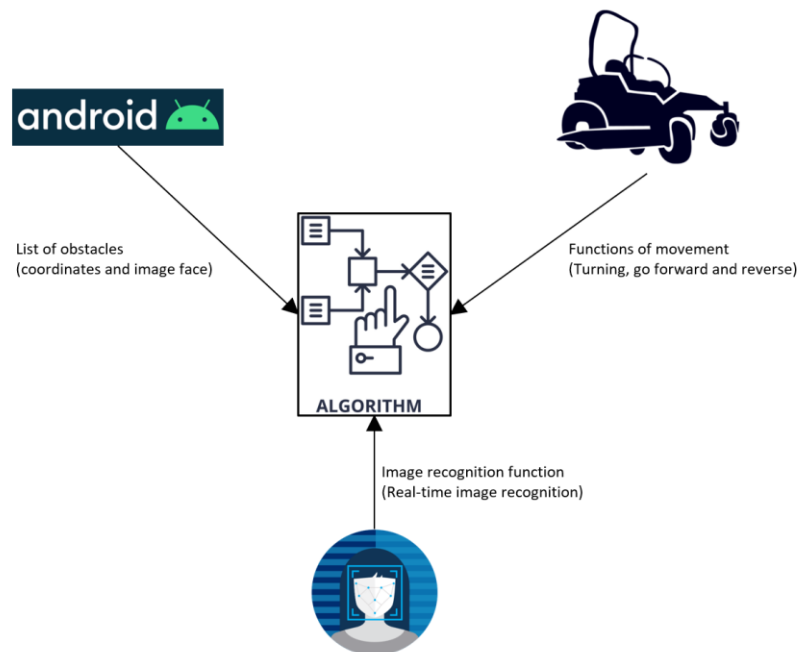 android
List of obstacles
(coordinates and image face)
Functions of movement
(Turning, go forward and reverse)
ALGORITHM
Image recognition function
(Real-time image recognition)